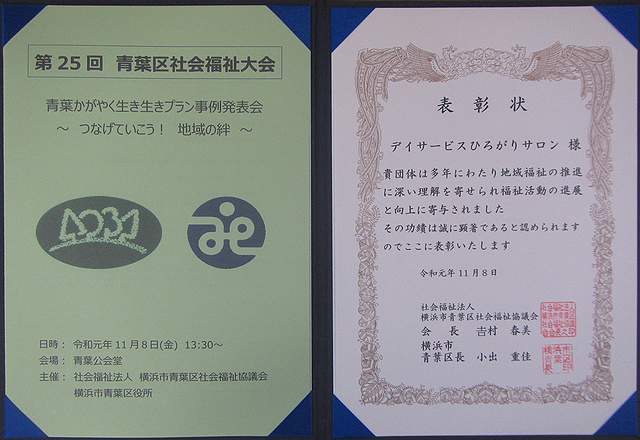 第25回 青葉区社会福祉大会
青葉かがやく生き生きプラン事例発表会
～ つなげていこう！ 地域の絆 ～
AOBA
日時： 令和元年11月8日(金) 13:30～
会場： 青葉公会堂
主催： 社会福祉法人 横浜市青葉区社会福祉協議会
横浜市青葉区役所
表彰状
デイサービスひろがりサロン 様
貴団体は多年にわたり地域福祉の推進
に深い理解を寄せられ福祉活動の進展
と向上に寄与されました
その功績は誠に顕著であると認められます
のでここに表彰いたします
令和元年11月8日
社会福祉法人
横浜市青葉区社会福祉協議会
会長 吉村 春美
横浜市
青葉区長 小出 重佳